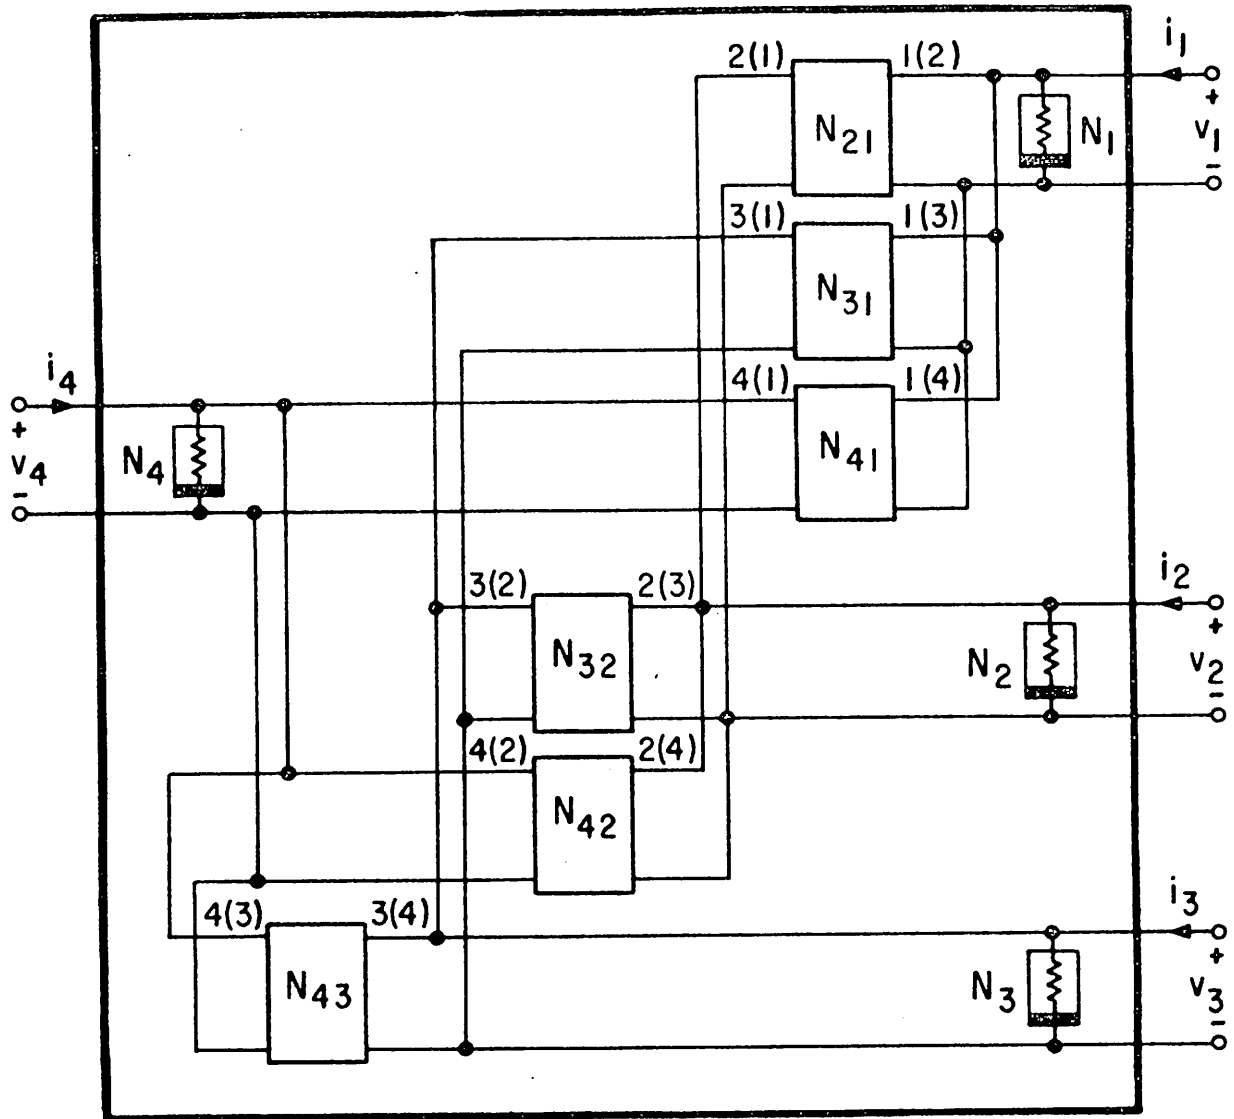 i1
2(1) 1(2)
+
N21
N1
v1
-
3(1) 1(3)
N31
i4
4(1) 1(4)
+
N4
v4
-
N41
i2
3(2) 2(3)
+
N32
N2
v2
-
4(2) 2(4)
N42
i3
4(3) 3(4)
+
N43
N3
v3
-